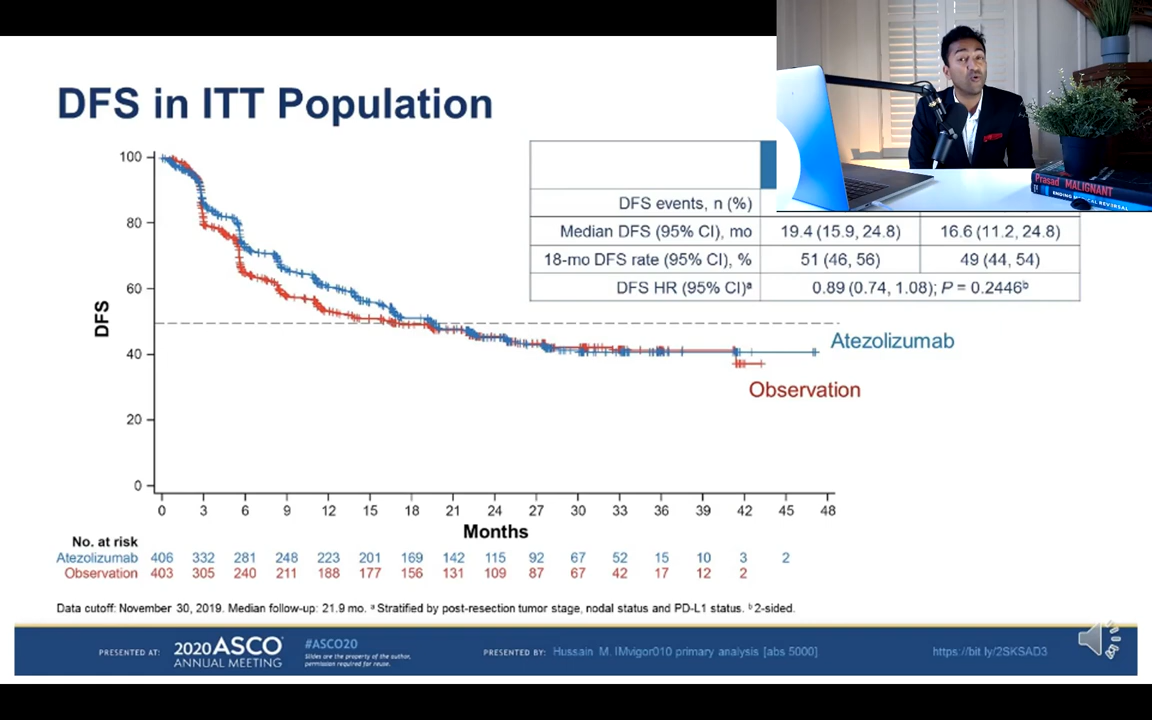 DFS in ITT Population
DFS events, n (%)
Median DFS (95% CI), mo 19.4 (15.9, 24.8) 16.6 (11.2, 24.8)
18-mo DFS rate (95% CI), % 51 (46, 56) 49 (44, 54)
DFS HR (95% CI)ᵃ 0.89 (0.74, 1.08); P = 0.2446ᵇ
Prasad MALIGNANT
ENDING MEDICAL REVERSAL
100
80
60
40
20
0
DFS
Atezolizumab
Observation
0 3 6 9 12 15 18 21 24 27 30 33 36 39 42 45 48
Months
No. at risk
Atezolizumab 406 332 281 248 223 201 169 142 115 92 67 52 15 10 3 2
Observation 403 305 240 211 188 177 156 131 109 87 67 42 17 12 2
Data cutoff: November 30, 2019. Median follow-up: 21.9 mo. ᵃ Stratified by post-resection tumor stage, nodal status and PD-L1 status. ᵇ 2-sided.
PRESENTED AT:
2020 ASCO
ANNUAL MEETING
#ASCO20
Slides are the property of the author,
permission required for reuse.
PRESENTED BY: Hussain M. IMvigor010 primary analysis [abs 5000]
https://bit.ly/2SKSAD3